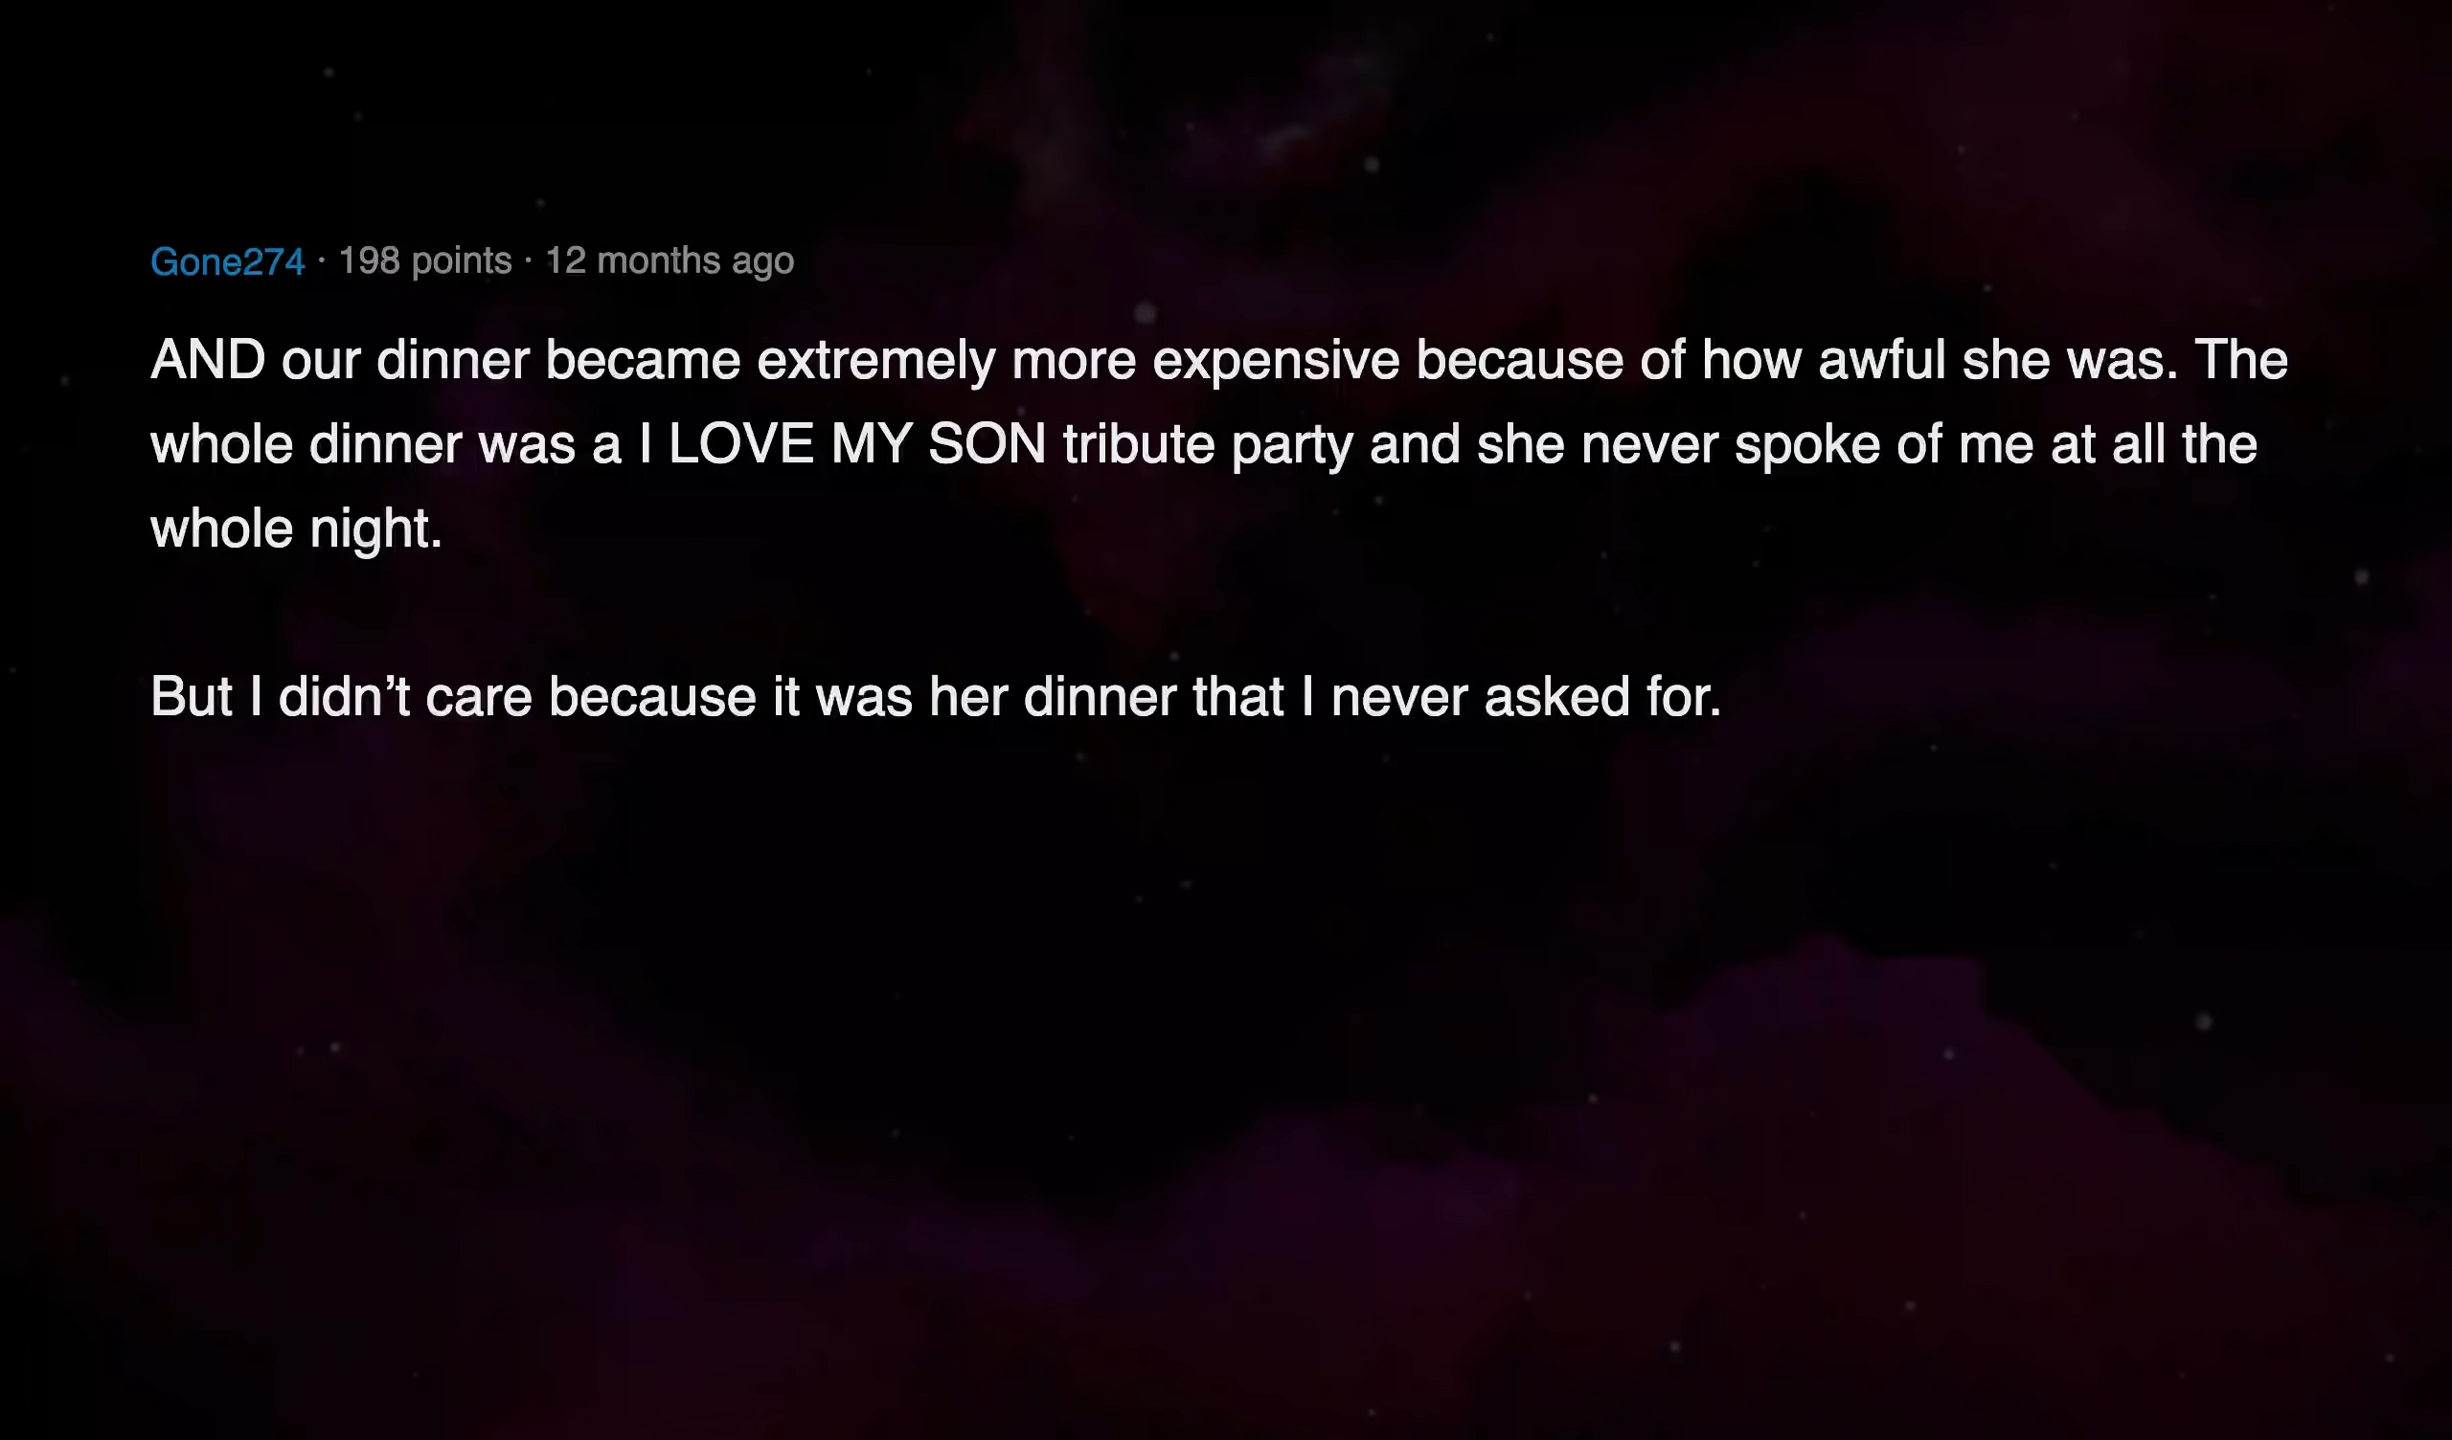 Gone274 · 198 points · 12 months ago
AND our dinner became extremely more expensive because of how awful she was. The
whole dinner was a I LOVE MY SON tribute party and she never spoke of me at all the
whole night.
But I didn’t care because it was her dinner that I never asked for.